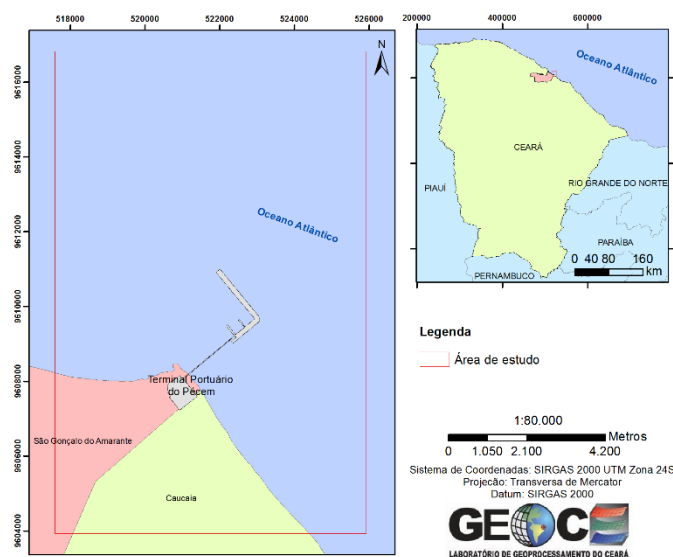 518000 520000 522000 524000 526000
9616000
9614000
9612000
9610000
9608000
9606000
9604000
N
Oceano Atlântico
Terminal Portuário
do Pécem
São Gonçalo do Amarante
Caucaia
200000 400000 600000
Oceano Atlântico
CEARÁ
PIAUÍ
RIO GRANDE DO NORTE
PARAÍBA
PERNAMBUCO
0 40 80 160
km
Legenda
Área de estudo
1:80.000
Metros
0 1.050 2.100 4.200
Sistema de Coordenadas: SIRGAS 2000 UTM Zona 24S
Projecão: Transversa de Mercator
Datum: SIRGAS 2000
GEOCE
LABORATÓRIO DE GEOPROCESSAMENTO DO CEARÁ